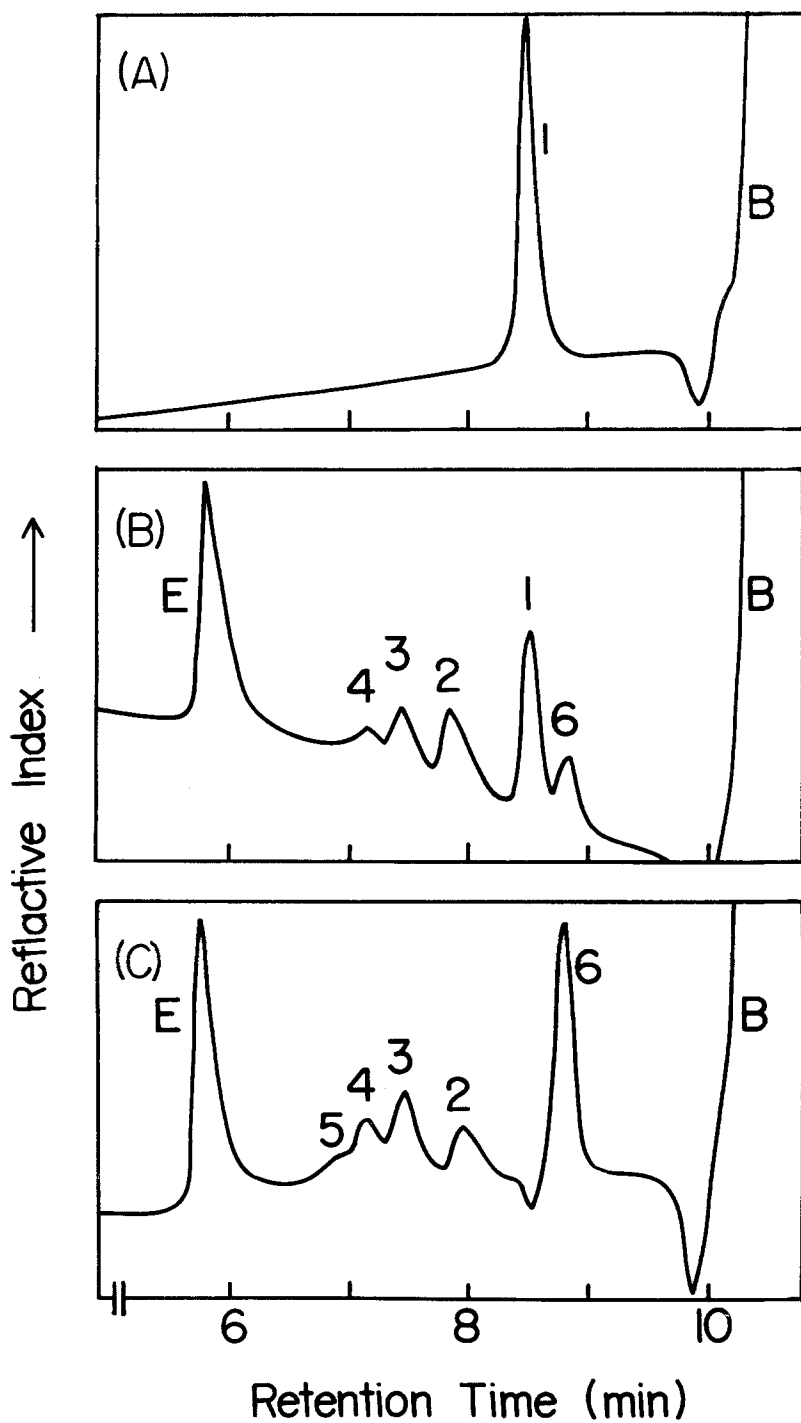 (A)
1
B
(B)
E
4
3
2
1
6
B
(C)
E
5
4
3
2
6
B
6
8
10
Retention Time (min)
Reflactive Index →